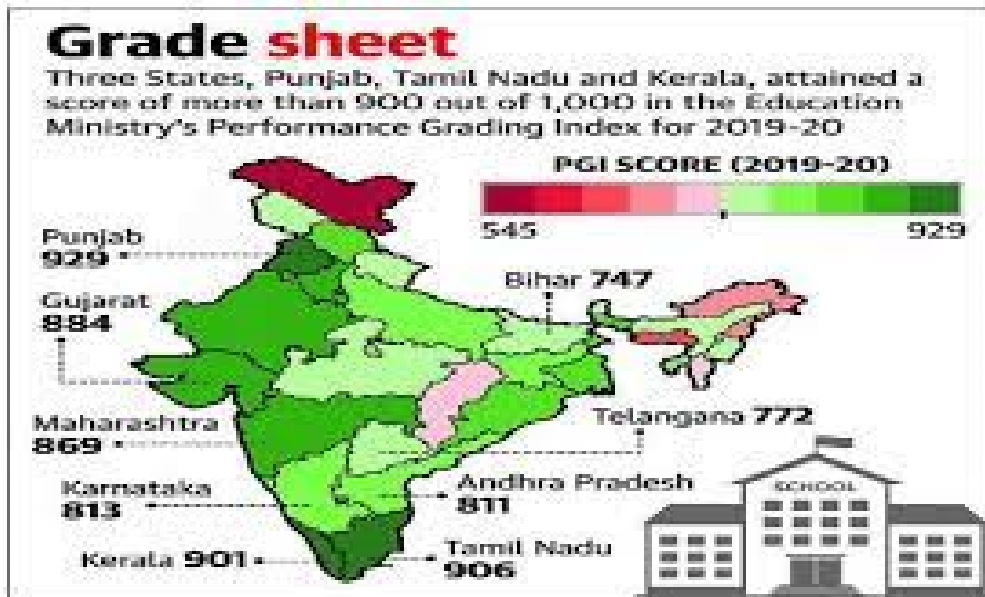 Grade sheet
Three States, Punjab, Tamil Nadu and Kerala, attained a
score of more than 900 out of 1,000 in the Education
Ministry's Performance Grading Index for 2019-20
PGI SCORE (2019-20)
545 929
Punjab
929
Bihar 747
Gujarat
884
Telangana 772
Maharashtra
869
Karnataka
813
Andhra Pradesh
811
SCHOOL
Kerala 901
Tamil Nadu
906